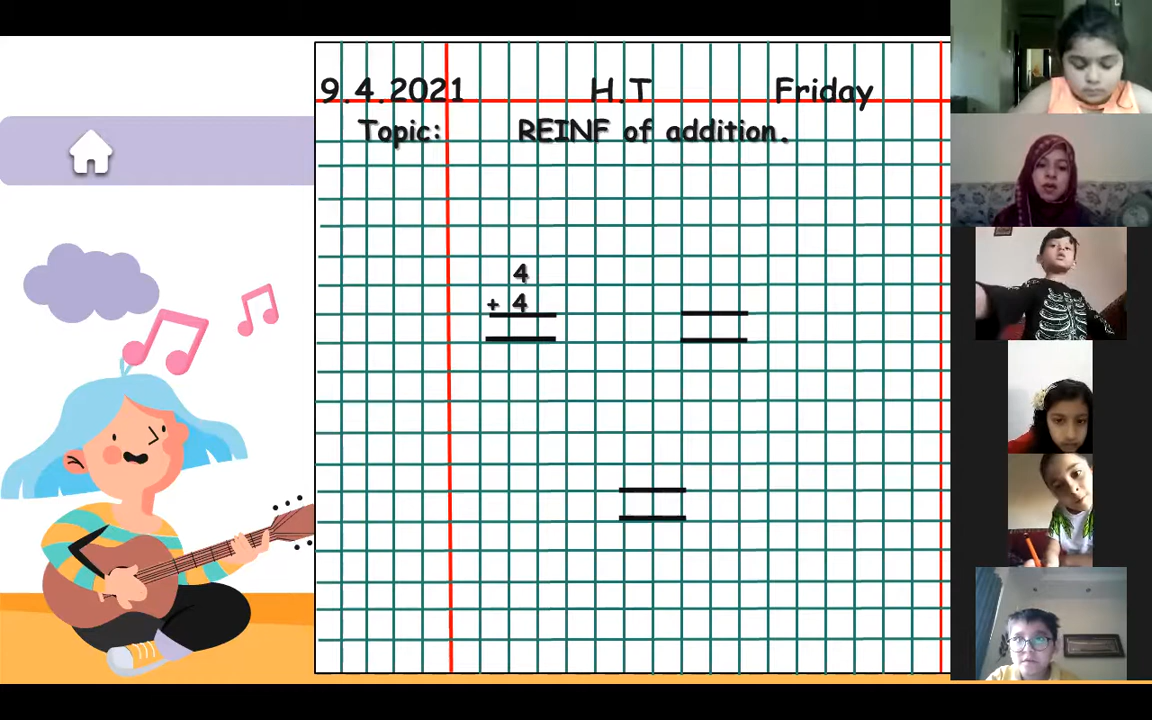 9.4.2021 H.T Friday
Topic: REINF of addition.
4
+ 4